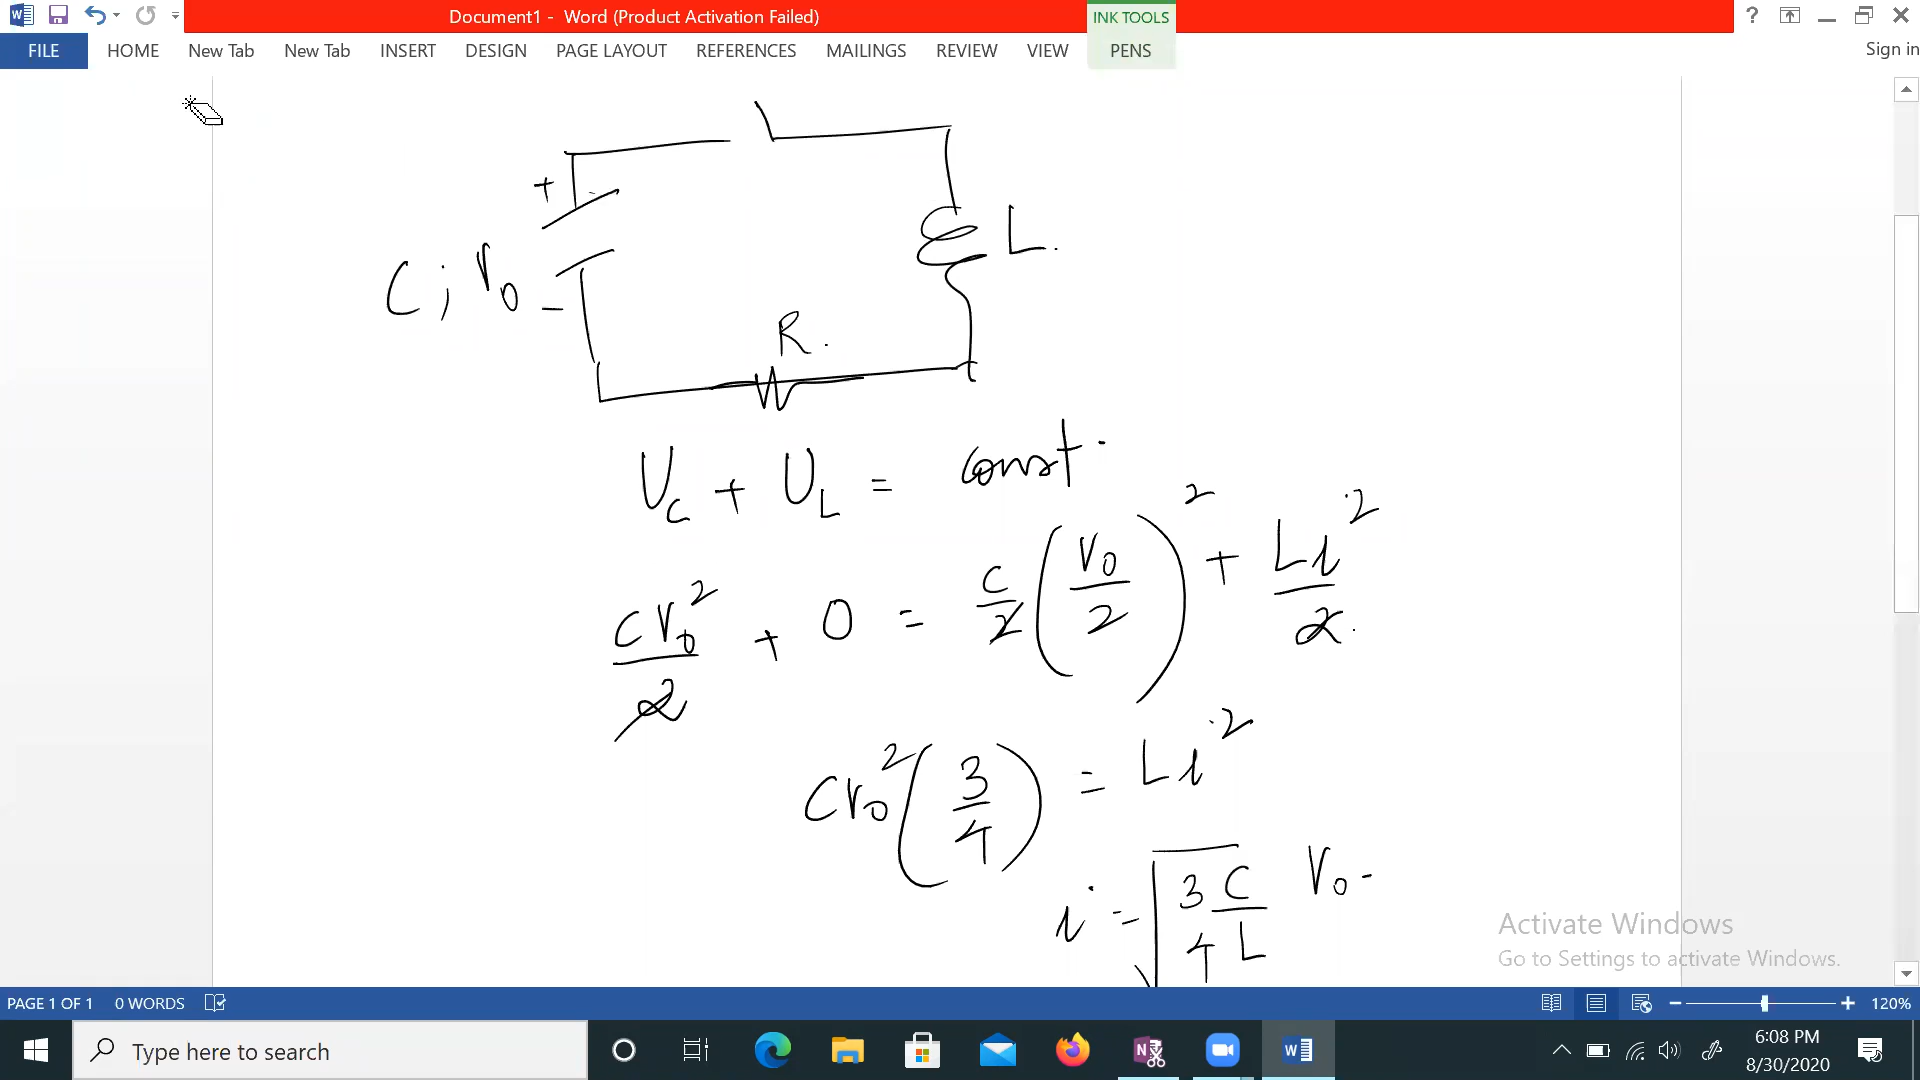 Document1 - Word (Product Activation Failed)
INK TOOLS
FILE HOME New Tab New Tab INSERT DESIGN PAGE LAYOUT REFERENCES MAILINGS REVIEW VIEW PENS
Sign in
+
C ; V₀ -
L.
R.
U_C + U_L = const.
CV₀²/2 + 0 = C/2 (V₀/2)² + Li²/2.
CV₀² (3/4) = Li²
i = √(3C/4L) V₀ -
Activate Windows
Go to Settings to activate Windows.
PAGE 1 OF 1 0 WORDS
120%
Type here to search
6:08 PM
8/30/2020